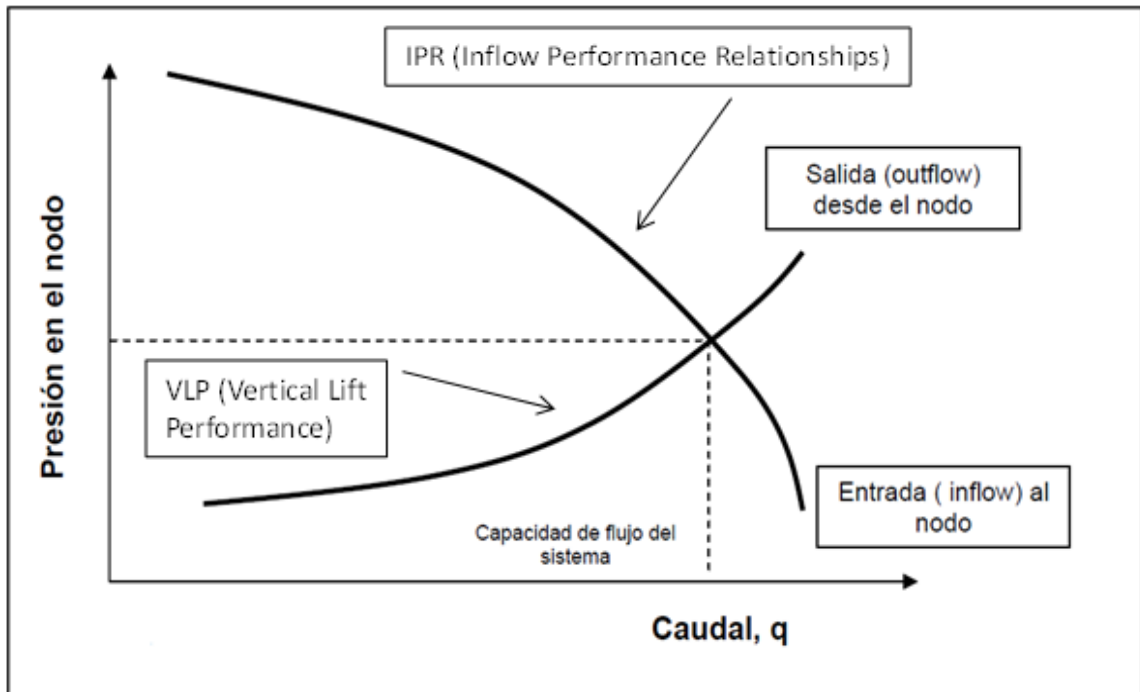 IPR (Inflow Performance Relationships)
Salida (outflow)
desde el nodo
Presión en el nodo
VLP (Vertical Lift
Performance)
Entrada ( inflow) al
nodo
Capacidad de flujo del
sistema
Caudal, q